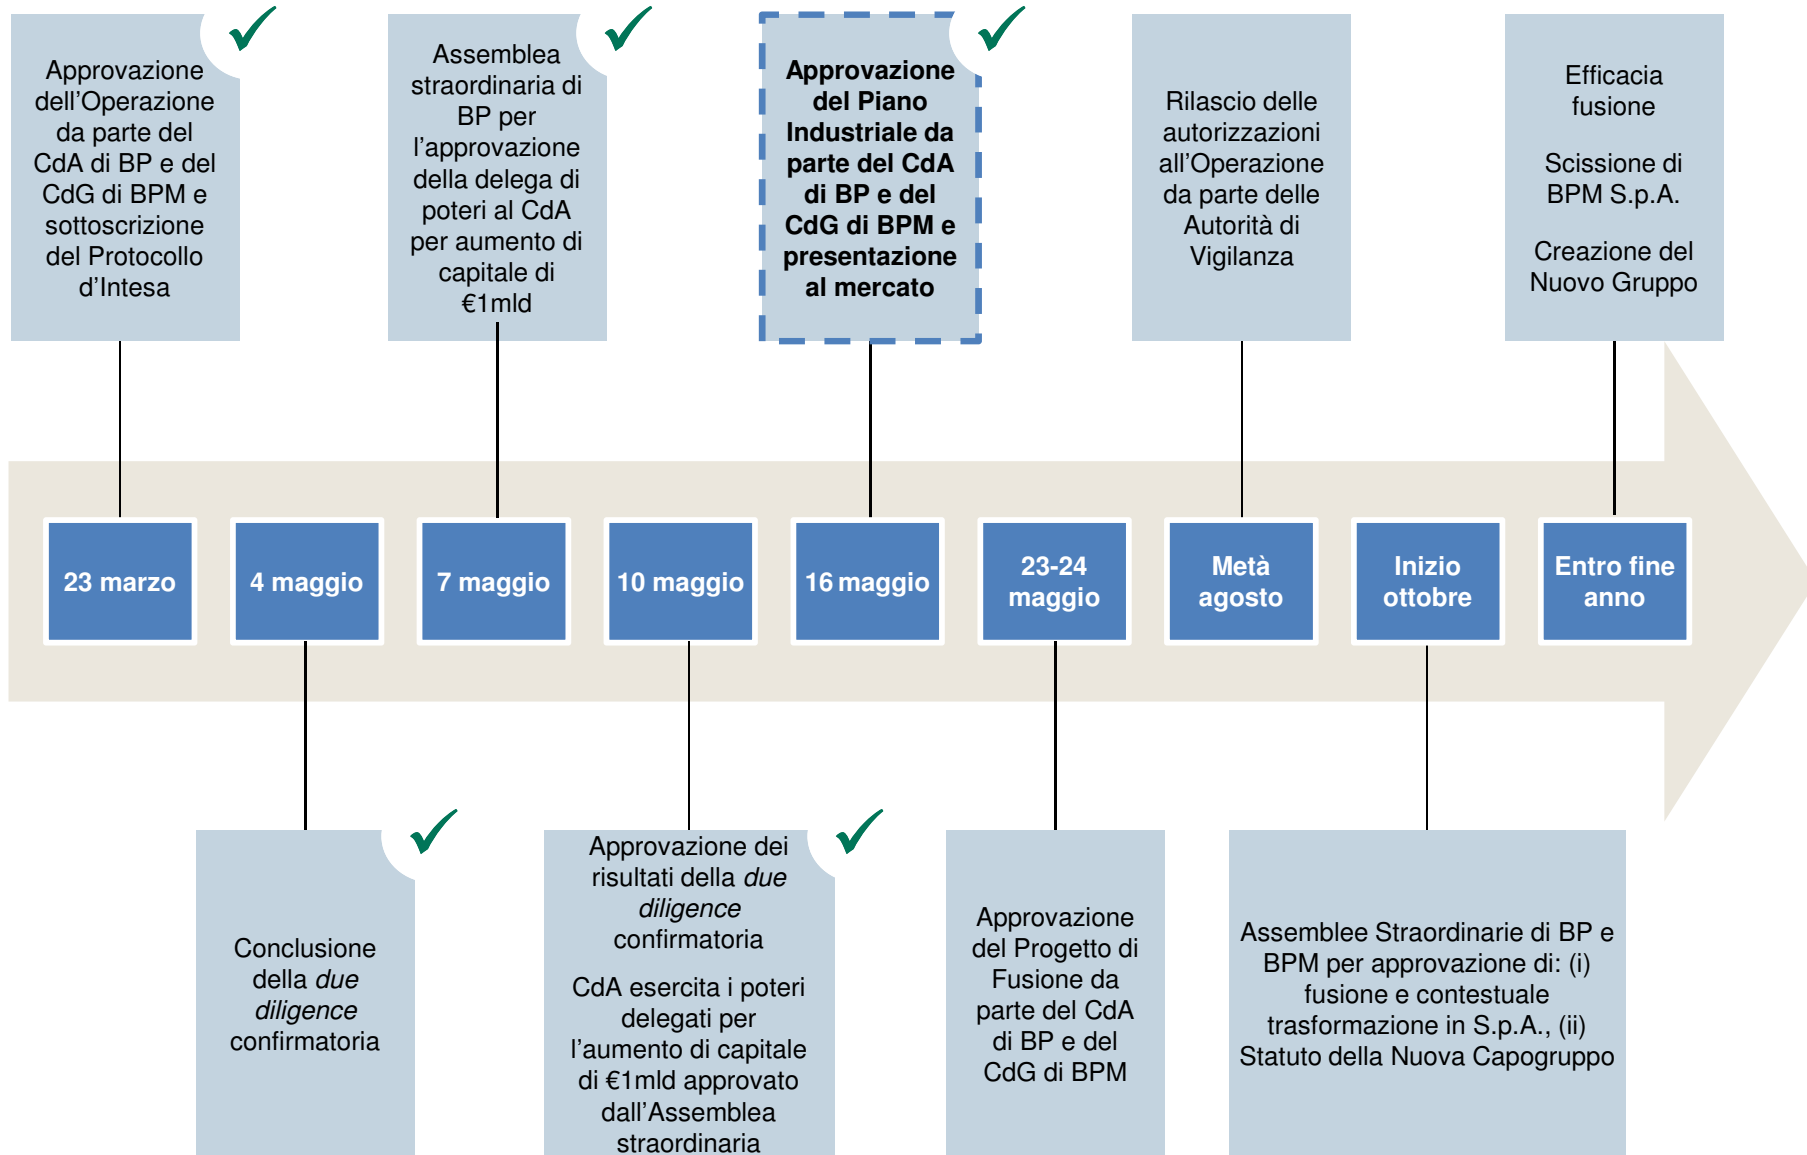 Approvazione
dell’Operazione
da parte del
CdA di BP e del
CdG di BPM e
sottoscrizione
del Protocollo
d’Intesa
Assemblea
straordinaria di
BP per
l’approvazione
della delega di
poteri al CdA
per aumento di
capitale di
€1mld
Approvazione
del Piano
Industriale da
parte del CdA
di BP e del
CdG di BPM e
presentazione
al mercato
Rilascio delle
autorizzazioni
all’Operazione
da parte delle
Autorità di
Vigilanza
Efficacia
fusione
Scissione di
BPM S.p.A.
Creazione del
Nuovo Gruppo
23 marzo
4 maggio
7 maggio
10 maggio
16 maggio
23-24
maggio
Metà
agosto
Inizio
ottobre
Entro fine
anno
Conclusione
della due
diligence
confirmatoria
Approvazione dei
risultati della due
diligence
confirmatoria
CdA esercita i poteri
delegati per
l’aumento di capitale
di €1mld approvato
dall’Assemblea
straordinaria
Approvazione
del Progetto di
Fusione da
parte del CdA
di BP e del
CdG di BPM
Assemblee Straordinarie di BP e
BPM per approvazione di: (i)
fusione e contestuale
trasformazione in S.p.A., (ii)
Statuto della Nuova Capogruppo